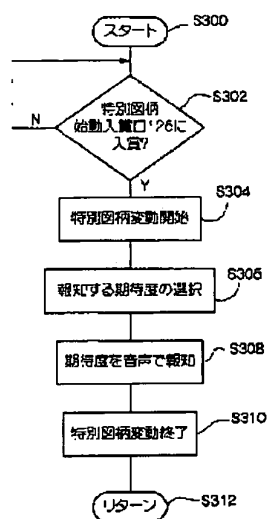 スタート
S300
特別図柄
始動入賞口126に
入賞?
S302
N
Y
特別図柄変動開始
S304
報知する期待度の選択
S306
期待度を音声で報知
S308
特別図柄変動終了
S310
リターン
S312